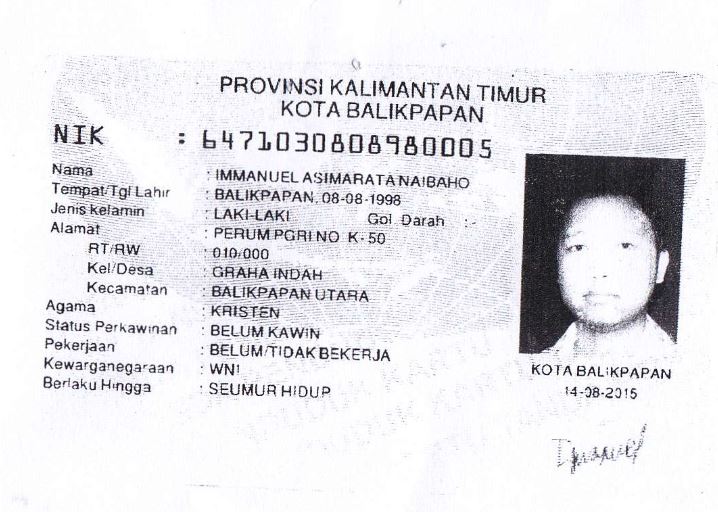 PROVINSI KALIMANTAN TIMUR
KOTA BALIKPAPAN
NIK : 6471030808980005
Nama : IMMANUEL ASIMARATA NAIBAHO
Tempat/Tgl Lahir : BALIKPAPAN, 08-08-1998
Jenis kelamin : LAKI-LAKI Gol. Darah : -
Alamat : PERUM PGRI NO K-50
RT/RW : 010/000
Kel/Desa : GRAHA INDAH
Kecamatan : BALIKPAPAN UTARA
Agama : KRISTEN
Status Perkawinan : BELUM KAWIN
Pekerjaan : BELUM/TIDAK BEKERJA
Kewarganegaraan : WNI
Berlaku Hingga : SEUMUR HIDUP
KOTA BALIKPAPAN
14-08-2015